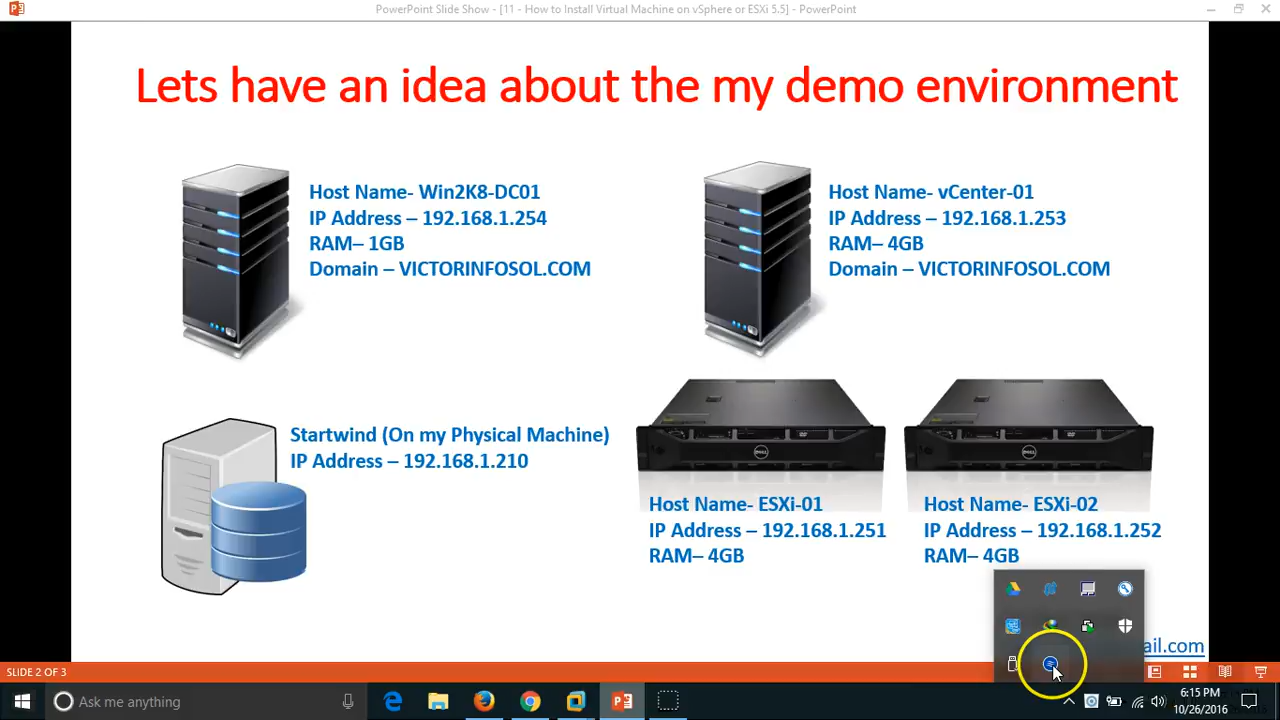 PowerPoint Slide Show - [11 - How to Install Virtual Machine on vSphere or ESXi 5.5] - PowerPoint
Lets have an idea about the my demo environment
Host Name- Win2K8-DC01
IP Address – 192.168.1.254
RAM– 1GB
Domain – VICTORINFOSOL.COM
Host Name- vCenter-01
IP Address – 192.168.1.253
RAM– 4GB
Domain – VICTORINFOSOL.COM
Startwind (On my Physical Machine)
IP Address – 192.168.1.210
DELL
DELL
Host Name- ESXi-01
IP Address – 192.168.1.251
RAM– 4GB
Host Name- ESXi-02
IP Address – 192.168.1.252
RAM– 4GB
ail.com
SLIDE 2 OF 3
Ask me anything
6:15 PM
10/26/2016